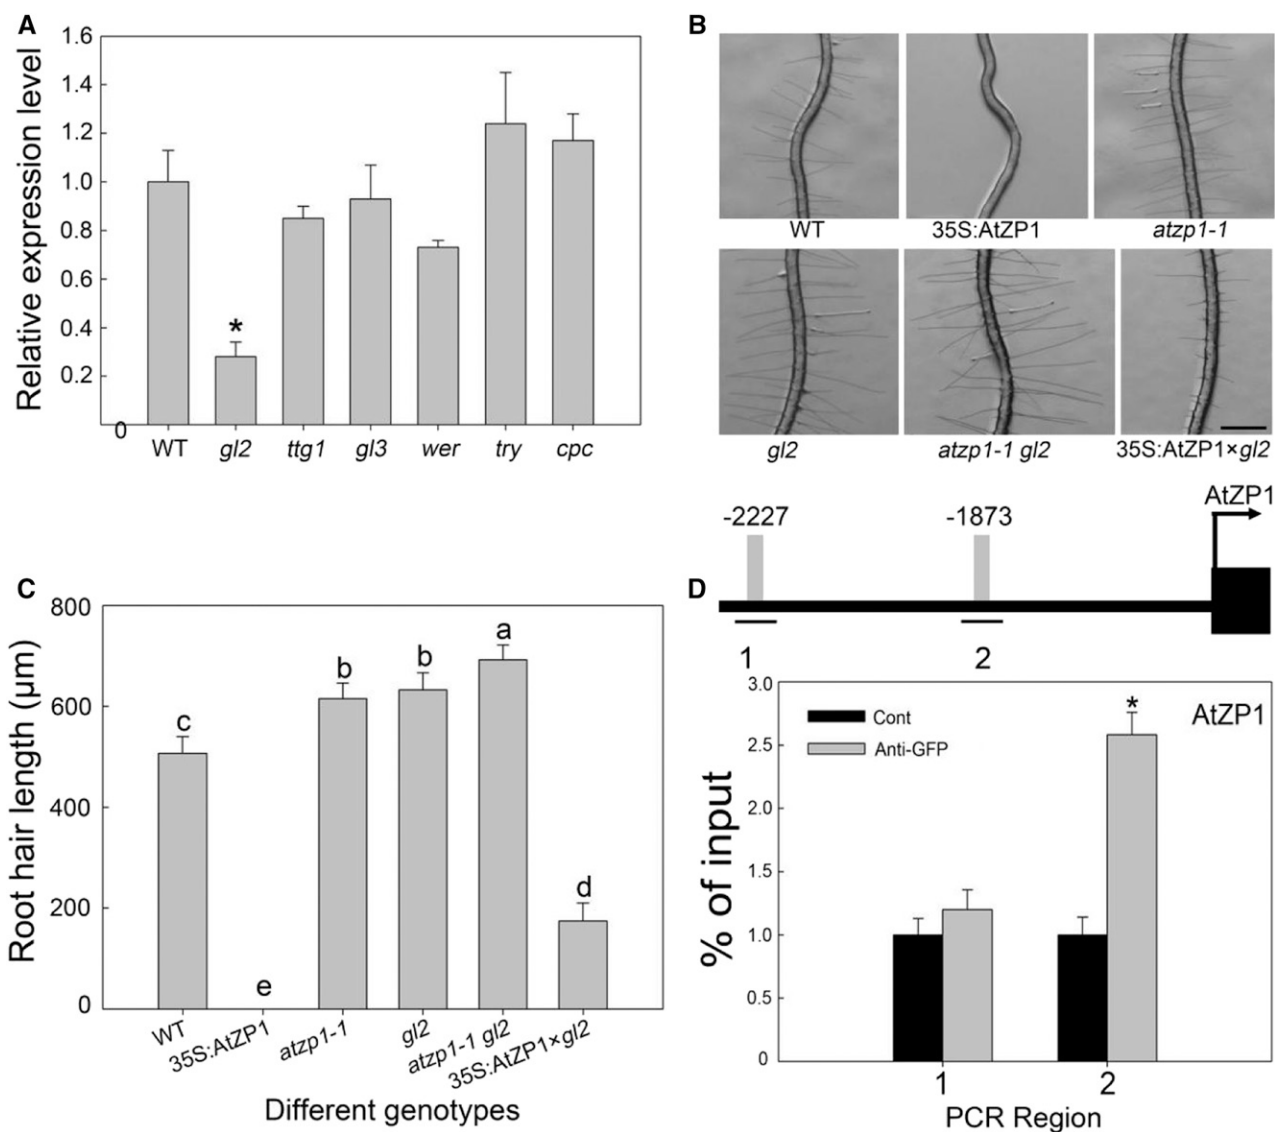 A
Relative expression level
1.6
1.4
1.2
1.0
0.8
0.6
0.4
0.2
0
*
WT gl2 ttg1 gl3 wer try cpc
B
WT 35S:AtZP1 atzp1-1
gl2 atzp1-1 gl2 35S:AtZP1×gl2
C
Root hair length (µm)
800
600
400
200
0
c e b b a d
WT 35S:AtZP1 atzp1-1 gl2 atzp1-1 gl2 35S:AtZP1×gl2
Different genotypes
D
-2227 -1873 AtZP1
1 2
% of input
3.0
2.5
2.0
1.5
1.0
0.5
0
Cont
Anti-GFP
*
AtZP1
1 2
PCR Region